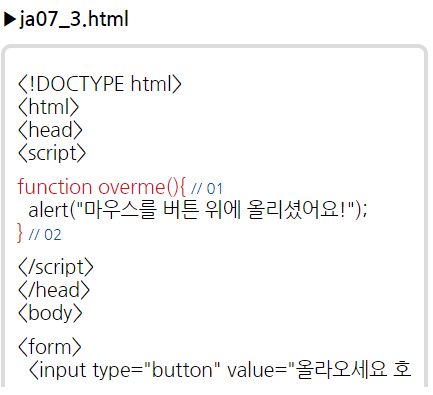 ▶ja07_3.html
<!DOCTYPE html>
<html>
<head>
<script>
function overme(){ // 01
alert("마우스를 버튼 위에 올리셨어요!");
} // 02
</script>
</head>
<body>
<form>
<input type="button" value="올라오세요 호